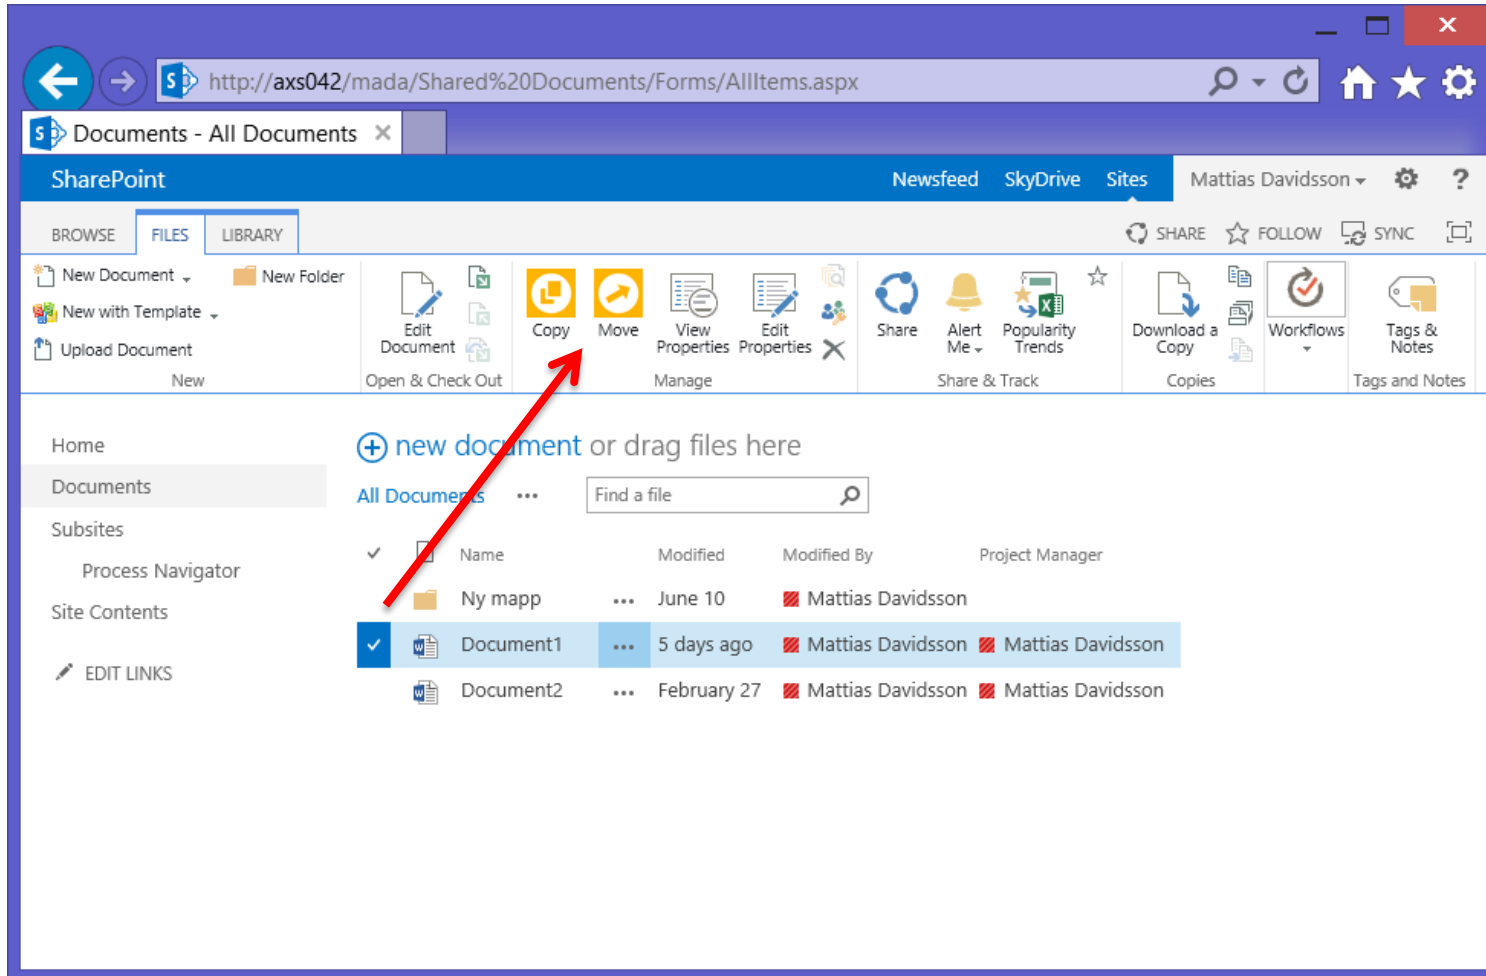 http://axs042/mada/Shared%20Documents/Forms/AllItems.aspx
Documents - All Documents
SharePoint Newsfeed SkyDrive Sites Mattias Davidsson ?
BROWSE FILES LIBRARY SHARE FOLLOW SYNC
New Document New Folder
New with Template
Upload Document
New
Edit
Document
Open & Check Out
Copy Move View
Properties Edit
Properties
Manage
Share Alert
Me Popularity
Trends
Share & Track
Download a
Copy
Copies
Workflows
Tags &
Notes
Tags and Notes
Home
Documents
Subsites
Process Navigator
Site Contents
EDIT LINKS
new document or drag files here
All Documents ... Find a file
Name Modified Modified By Project Manager
Ny mapp ... June 10 Mattias Davidsson
Document1 ... 5 days ago Mattias Davidsson Mattias Davidsson
Document2 ... February 27 Mattias Davidsson Mattias Davidsson